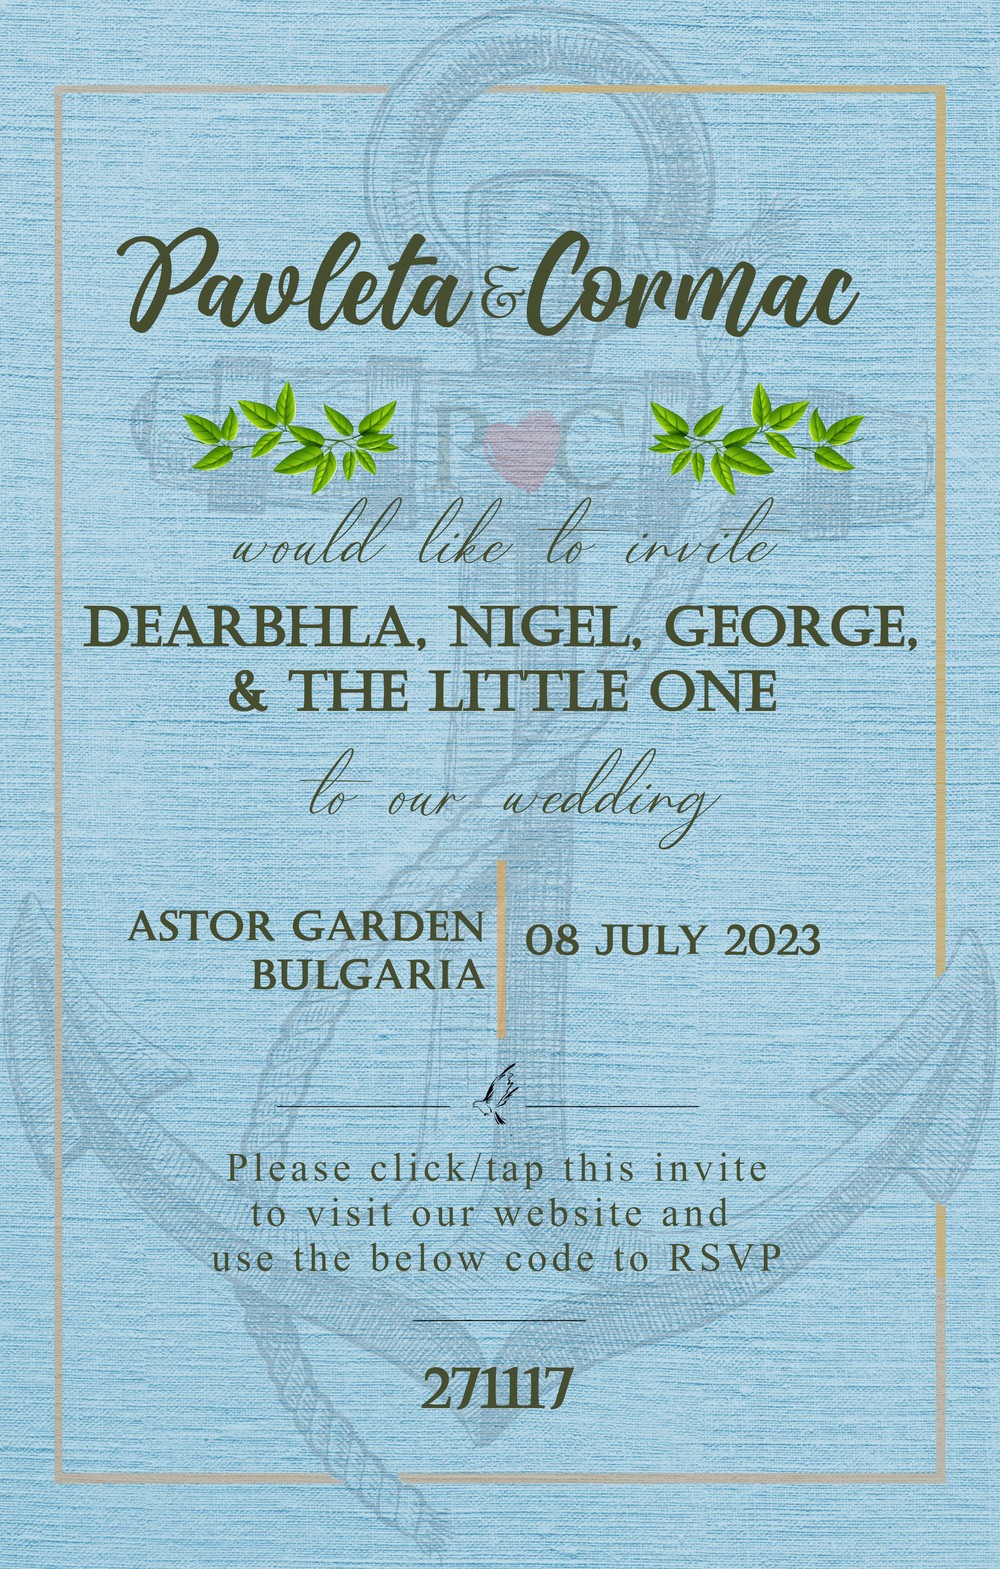 Pavleta & Cormac
P C
would like to invite
DEARBHLA, NIGEL, GEORGE,
& THE LITTLE ONE
to our wedding
ASTOR GARDEN
BULGARIA
08 JULY 2023
Please click/tap this invite
to visit our website and
use the below code to RSVP
271117